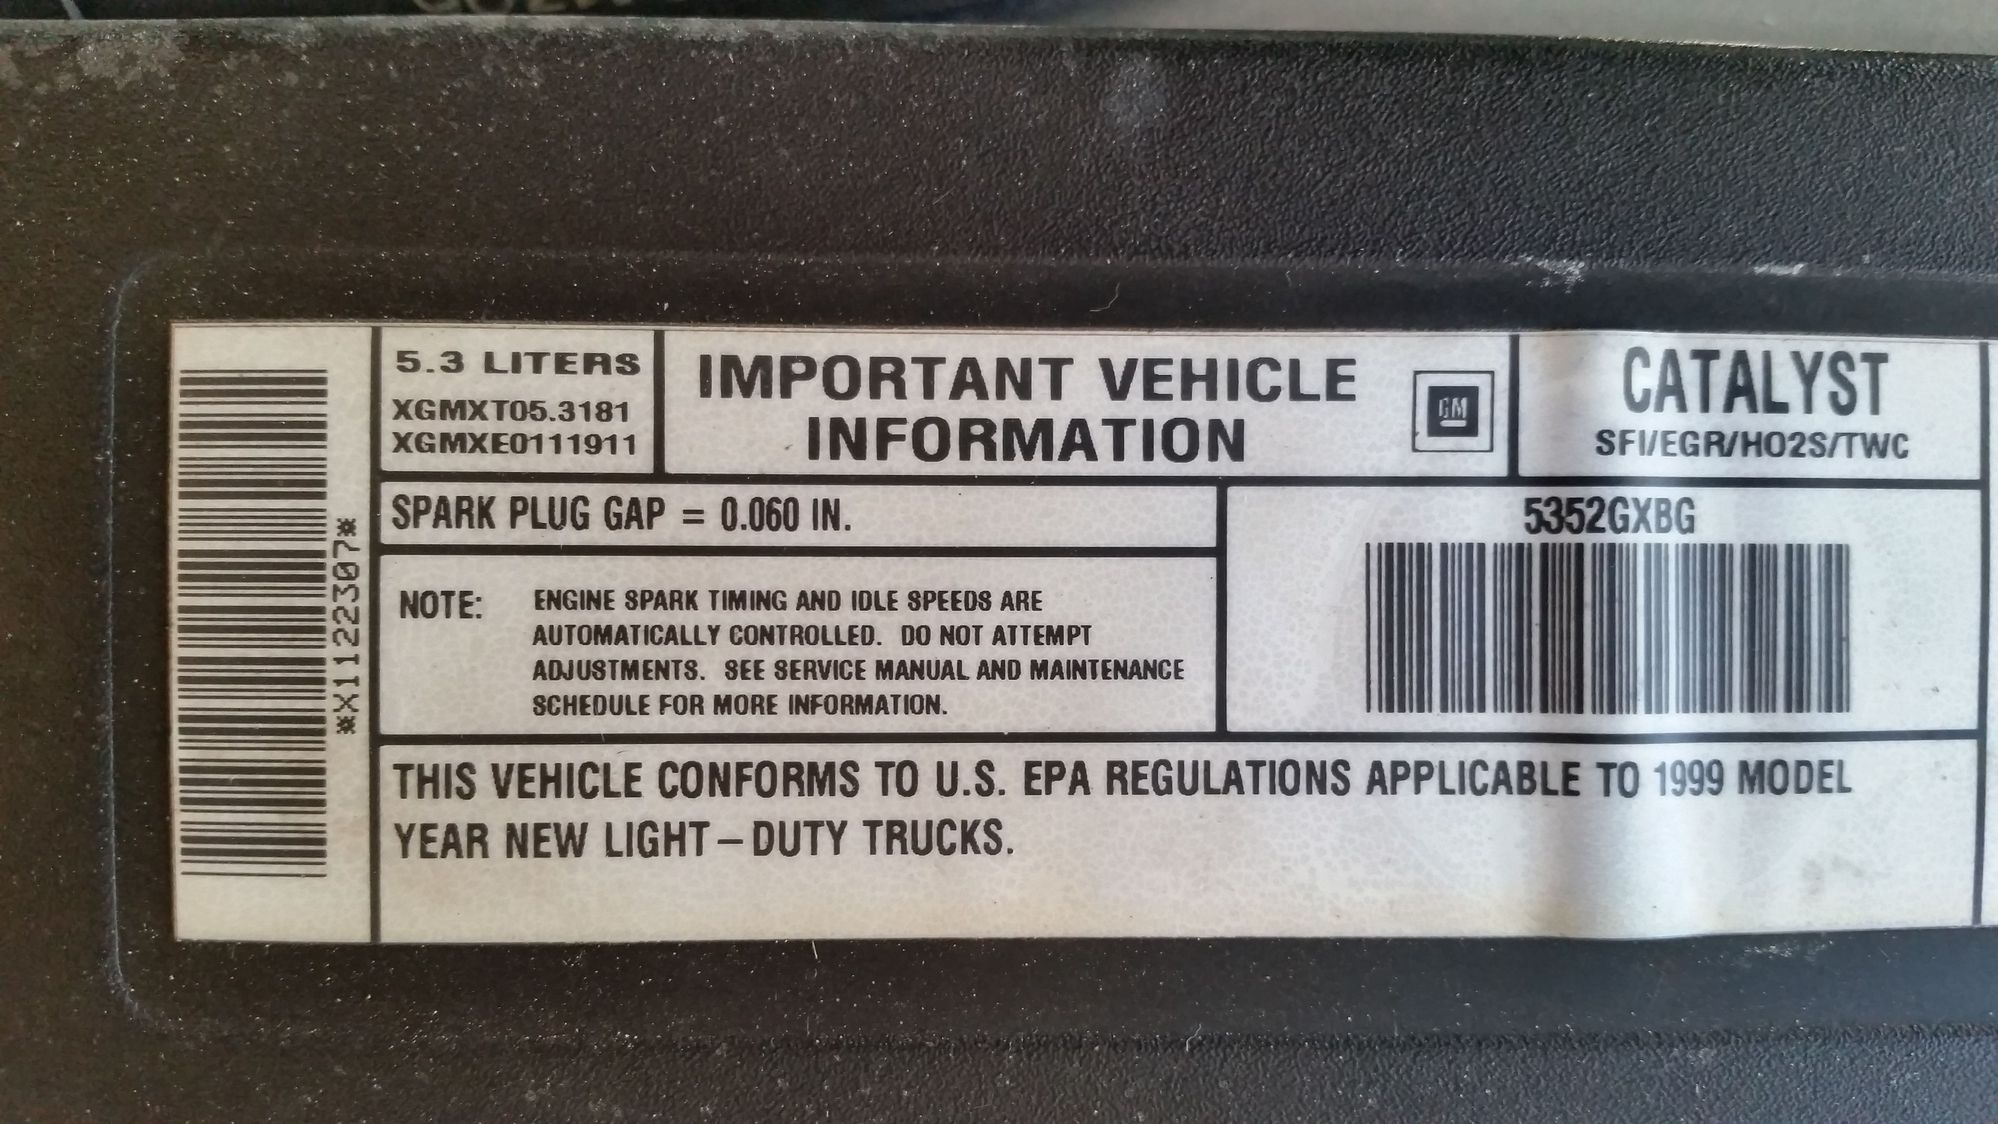 5.3 LITERS
XGMXT05.3181
XGMXE0111911
IMPORTANT VEHICLE
INFORMATION
GM
CATALYST
SFI/EGR/HO2S/TWC
SPARK PLUG GAP = 0.060 IN.
5352GXBG
NOTE: ENGINE SPARK TIMING AND IDLE SPEEDS ARE
AUTOMATICALLY CONTROLLED. DO NOT ATTEMPT
ADJUSTMENTS. SEE SERVICE MANUAL AND MAINTENANCE
SCHEDULE FOR MORE INFORMATION.
THIS VEHICLE CONFORMS TO U.S. EPA REGULATIONS APPLICABLE TO 1999 MODEL
YEAR NEW LIGHT-DUTY TRUCKS.
*X1122307*